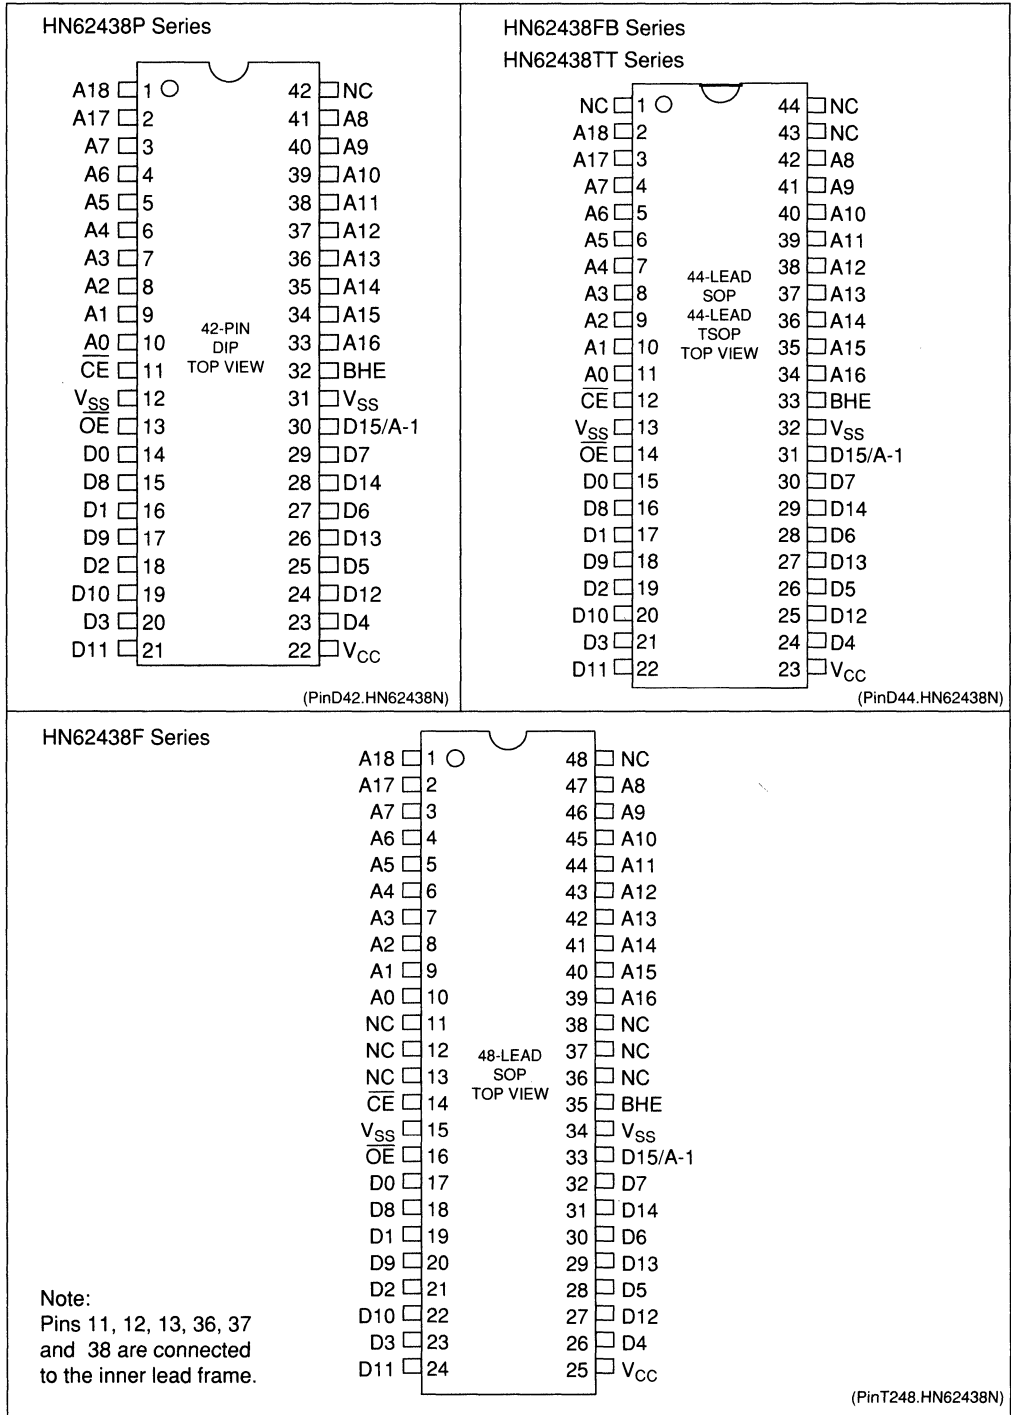 HN62438P Series
A18 1 42 NC
A17 2 41 A8
A7 3 40 A9
A6 4 39 A10
A5 5 38 A11
A4 6 37 A12
A3 7 36 A13
A2 8 35 A14
A1 9 34 A15
A0 10 33 A16
C̅E̅ 11 32 BHE
VSS 12 31 VSS
O̅E̅ 13 30 D15/A-1
D0 14 29 D7
D8 15 28 D14
D1 16 27 D6
D9 17 26 D13
D2 18 25 D5
D10 19 24 D12
D3 20 23 D4
D11 21 22 VCC
42-PIN
DIP
TOP VIEW
(PinD42.HN62438N)
HN62438FB Series
HN62438TT Series
NC 1 44 NC
A18 2 43 NC
A17 3 42 A8
A7 4 41 A9
A6 5 40 A10
A5 6 39 A11
A4 7 38 A12
A3 8 37 A13
A2 9 36 A14
A1 10 35 A15
A0 11 34 A16
C̅E̅ 12 33 BHE
VSS 13 32 VSS
O̅E̅ 14 31 D15/A-1
D0 15 30 D7
D8 16 29 D14
D1 17 28 D6
D9 18 27 D13
D2 19 26 D5
D10 20 25 D12
D3 21 24 D4
D11 22 23 VCC
44-LEAD
SOP
44-LEAD
TSOP
TOP VIEW
(PinD44.HN62438N)
HN62438F Series
A18 1 48 NC
A17 2 47 A8
A7 3 46 A9
A6 4 45 A10
A5 5 44 A11
A4 6 43 A12
A3 7 42 A13
A2 8 41 A14
A1 9 40 A15
A0 10 39 A16
NC 11 38 NC
NC 12 37 NC
NC 13 36 NC
C̅E̅ 14 35 BHE
VSS 15 34 VSS
O̅E̅ 16 33 D15/A-1
D0 17 32 D7
D8 18 31 D14
D1 19 30 D6
D9 20 29 D13
D2 21 28 D5
D10 22 27 D12
D3 23 26 D4
D11 24 25 VCC
48-LEAD
SOP
TOP VIEW
Note:
Pins 11, 12, 13, 36, 37
and 38 are connected
to the inner lead frame.
(PinT248.HN62438N)